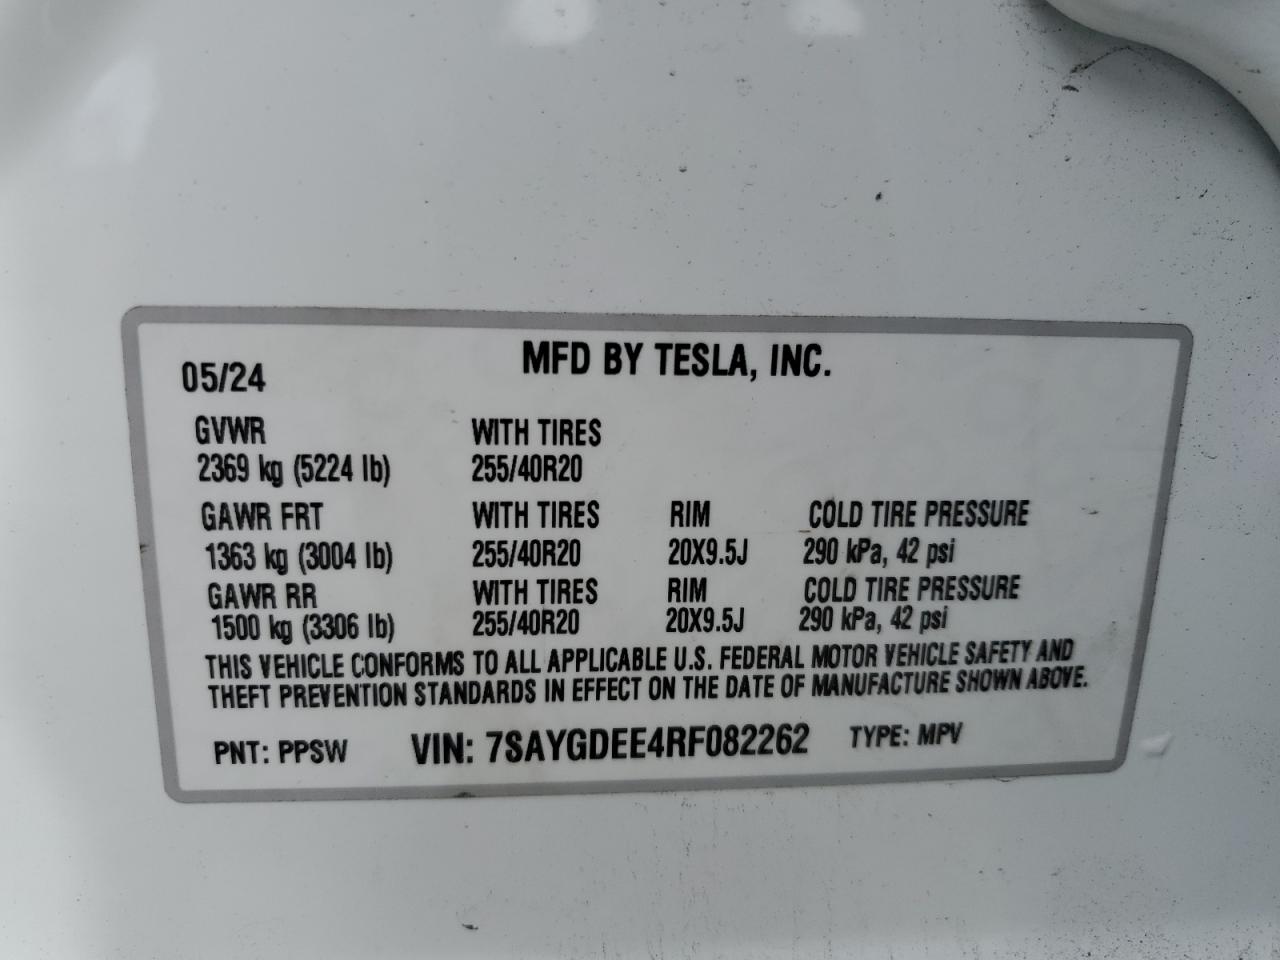 MFD BY TESLA, INC.
05/24
GVWR WITH TIRES
2369 kg (5224 lb) 255/40R20
GAWR FRT WITH TIRES RIM COLD TIRE PRESSURE
1363 kg (3004 lb) 255/40R20 20X9.5J 290 kPa, 42 psi
GAWR RR WITH TIRES RIM COLD TIRE PRESSURE
1500 kg (3306 lb) 255/40R20 20X9.5J 290 kPa, 42 psi
THIS VEHICLE CONFORMS TO ALL APPLICABLE U.S. FEDERAL MOTOR VEHICLE SAFETY AND
THEFT PREVENTION STANDARDS IN EFFECT ON THE DATE OF MANUFACTURE SHOWN ABOVE.
PNT: PPSW VIN: 7SAYGDEE4RF082262 TYPE: MPV